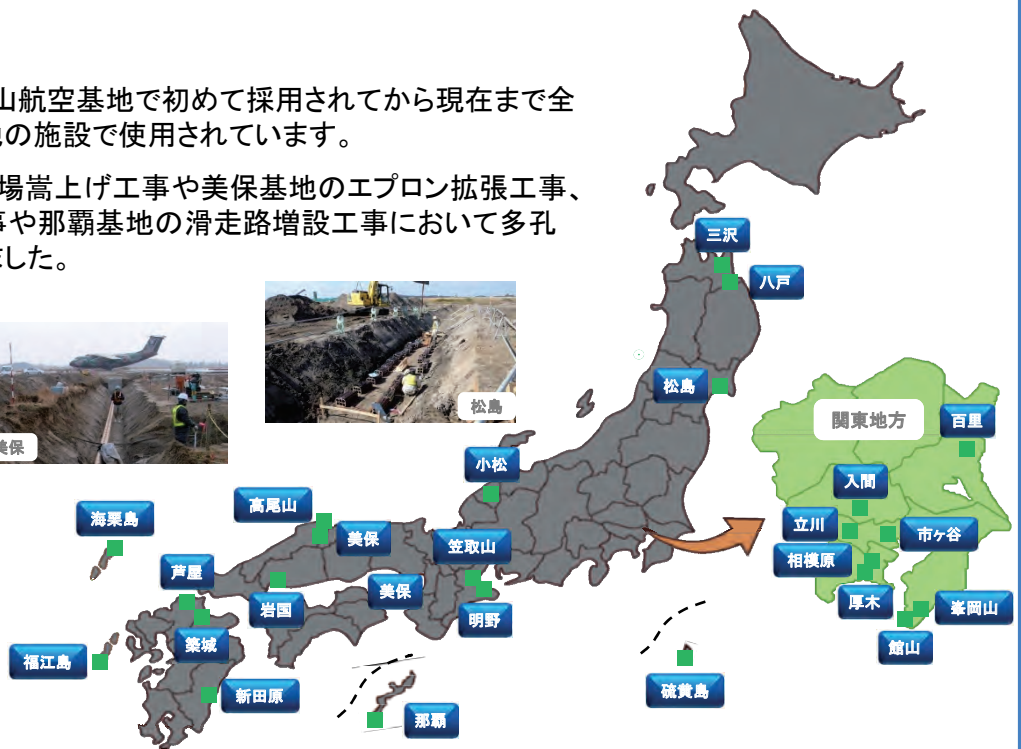 山航空基地で初めて採用されてから現在まで全
の施設で使用されています。
場嵩上げ工事や美保基地のエプロン拡張工事、
や那覇基地の滑走路増設工事において多孔
した。
三沢
八戸
松島
松島
美保
関東地方
百里
小松
入間
高尾山
海栗島
立川
市ヶ谷
美保
笠取山
相模原
芦屋
岩国
美保
明野
厚木
峯岡山
築城
館山
福江島
新田原
硫黄島
那覇